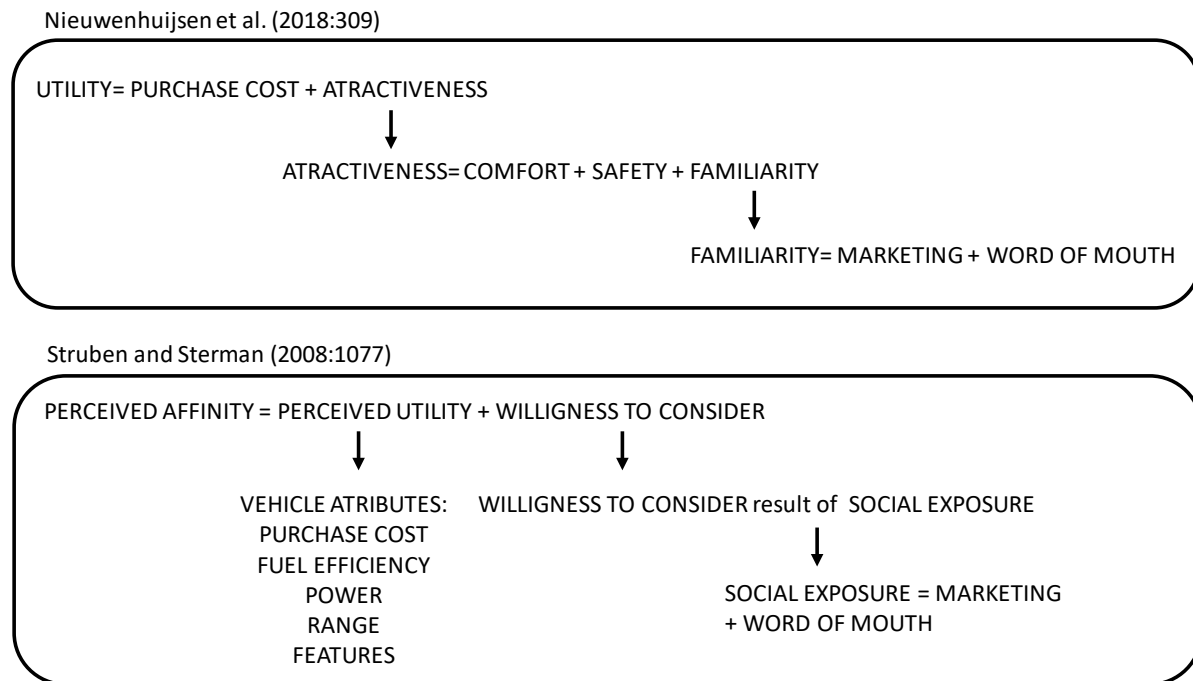 Nieuwenhuijsen et al. (2018:309)
UTILITY= PURCHASE COST + ATRACTIVENESS
ATRACTIVENESS= COMFORT + SAFETY + FAMILIARITY
FAMILIARITY= MARKETING + WORD OF MOUTH
Struben and Sterman (2008:1077)
PERCEIVED AFFINITY = PERCEIVED UTILITY + WILLIGNESS TO CONSIDER
VEHICLE ATRIBUTES:
PURCHASE COST
FUEL EFFICIENCY
POWER
RANGE
FEATURES
WILLIGNESS TO CONSIDER result of SOCIAL EXPOSURE
SOCIAL EXPOSURE = MARKETING
+ WORD OF MOUTH